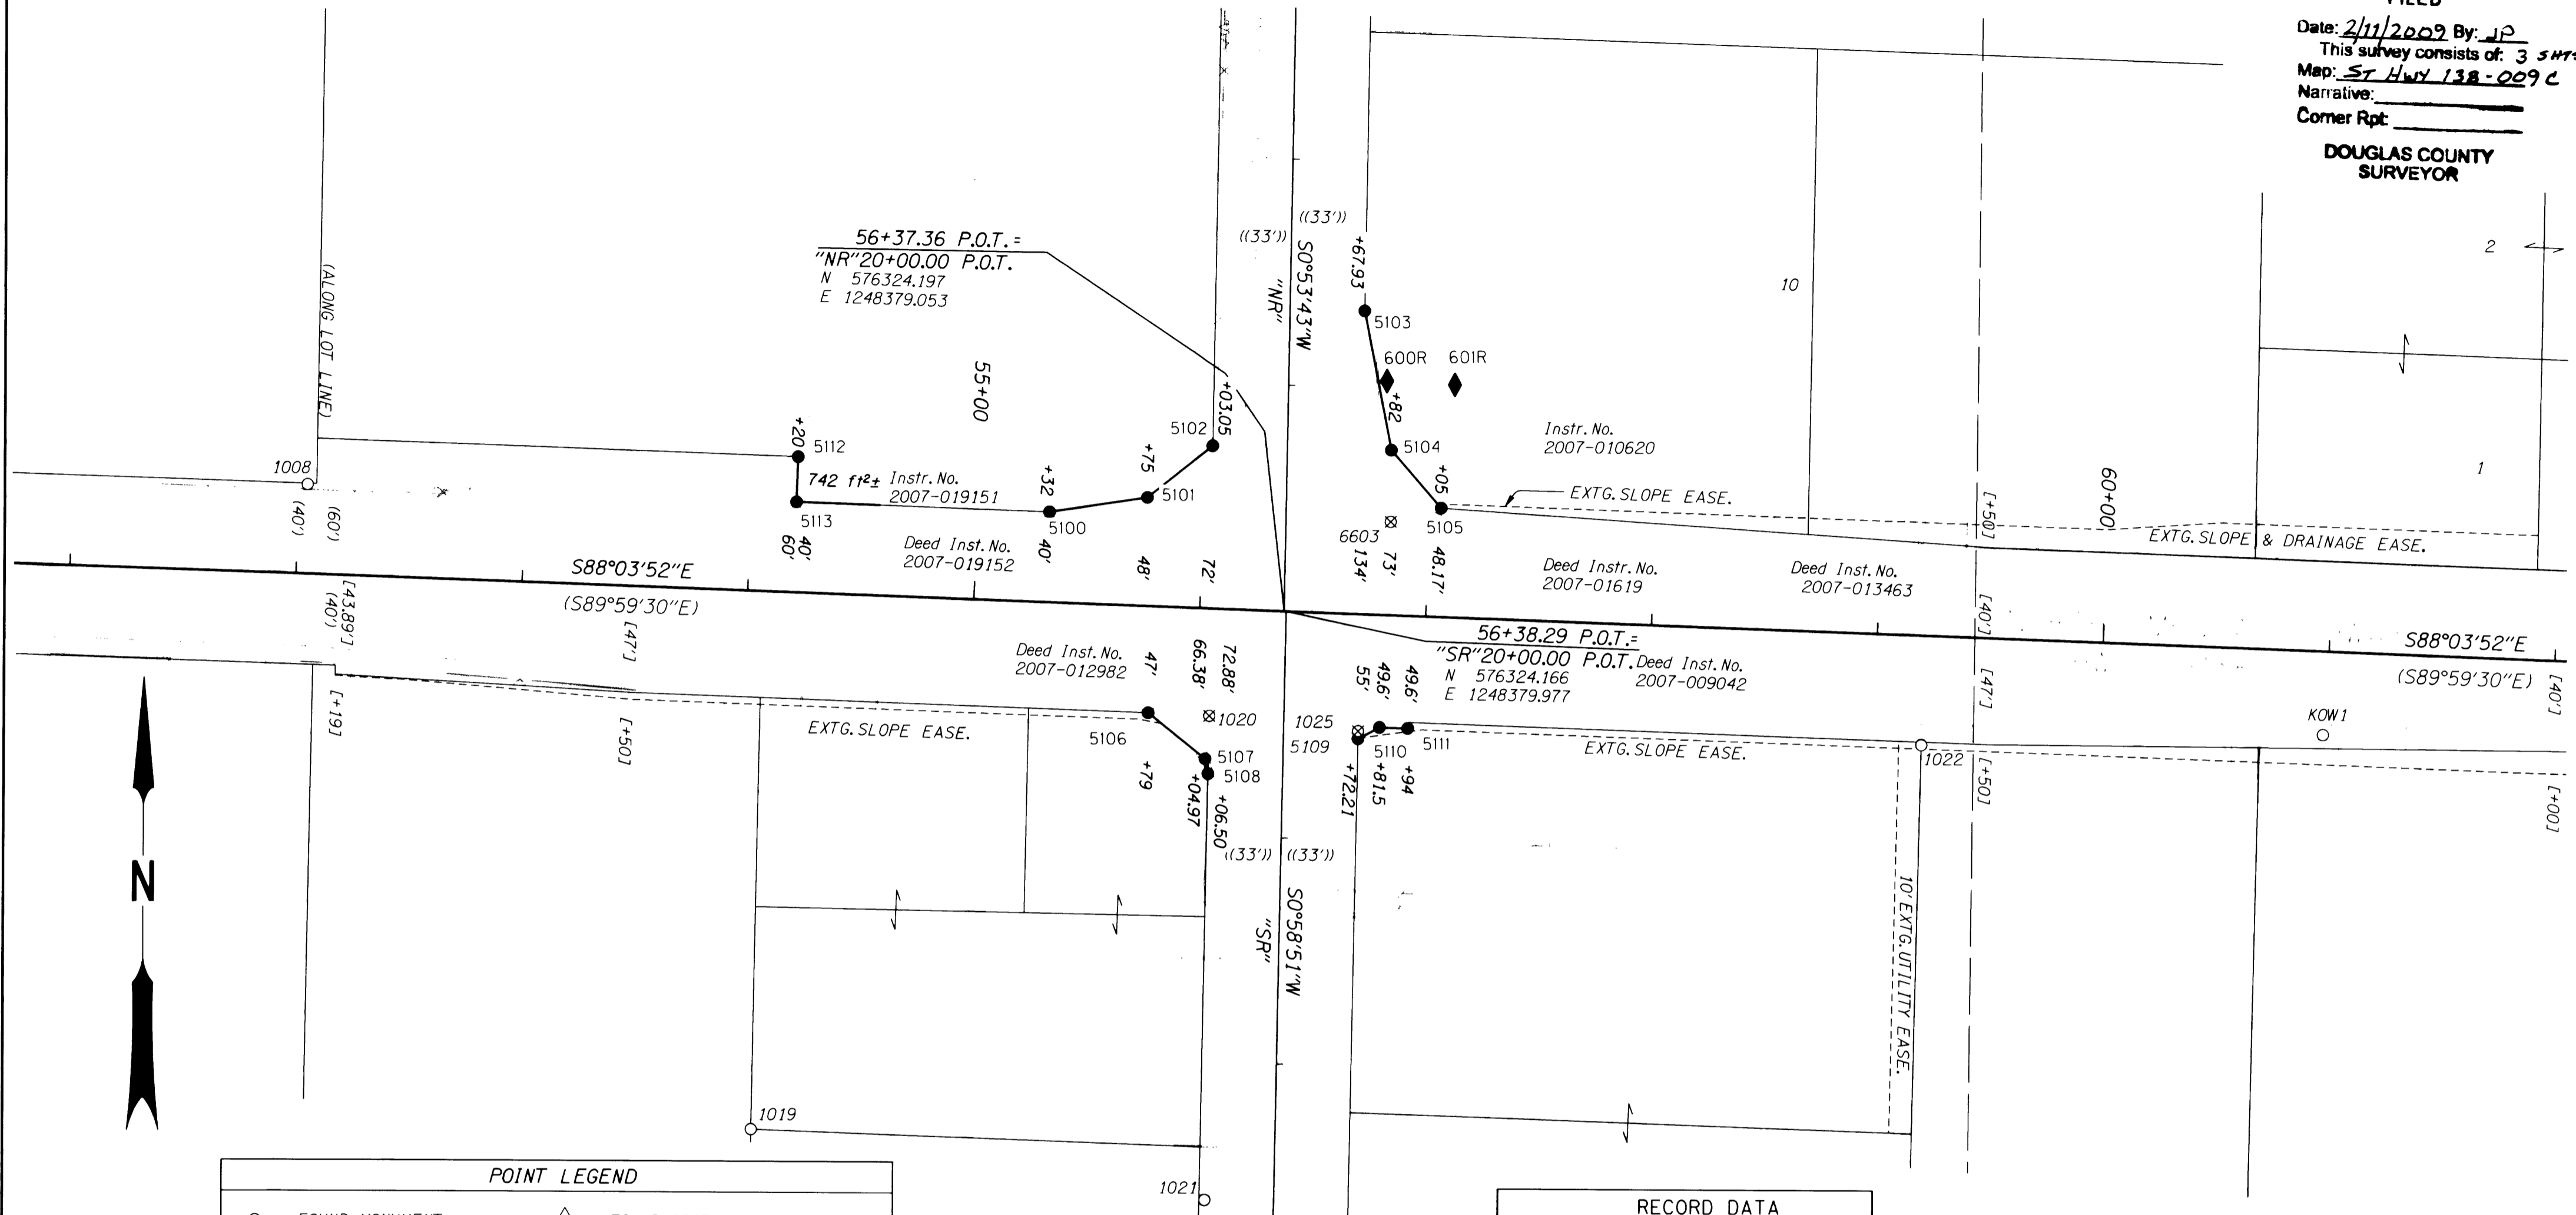 FILED
Date: 2/11/2009 By: JP
This survey consists of: 3 SHTS
Map: ST HWY 138-009C
Narrative:
Corner Rpt:
DOUGLAS COUNTY
SURVEYOR
((33'))
((33'))
S0°53'43"W
"NR"
56+37.36 P.O.T.=
"NR"20+00.00 P.O.T.
N 576324.197
E 1248379.053
+67.93
5103
600R 601R
+82
5104
+05
5105
10
2
1
Instr. No.
2007-010620
EXTG. SLOPE EASE.
[+50]
60+00
EXTG. SLOPE & DRAINAGE EASE.
(ALONG LOT LINE)
55+00
+03.05
5102
+75
5101
+32
5100
+20
5112
742 ft²±
Instr. No.
2007-019151
5113
1008
(40')
(60')
40'
60'
Deed Inst. No.
2007-019152
40'
48'
72'
6603
134'
73'
48.17'
Deed Instr. No.
2007-01619
Deed Inst. No.
2007-013463
S88°03'52"E
(S89°59'30"E)
[43.89']
(40')
[47']
[40']
S88°03'52"E
(S89°59'30"E)
[40']
56+38.29 P.O.T.=
"SR"20+00.00 P.O.T.
N 576324.166
E 1248379.977
Deed Inst. No.
2007-009042
Deed Inst. No.
2007-012982
47'
66.38'
72.88'
55'
49.6'
49.6'
[47']
[+19]
[+50]
EXTG. SLOPE EASE.
5106
1020
5107
5108
+79
+04.97
+06.50
1025
5109
5110
5111
+72.21
+81.5
+94
EXTG. SLOPE EASE.
1022
[+50]
KOW1
[+00]
((33'))
((33'))
S0°58'51"W
"SR"
10' EXTG. UTILITY EASE.
N
1019
1021
POINT LEGEND
FOUND MONUMENT
RECORD DATA